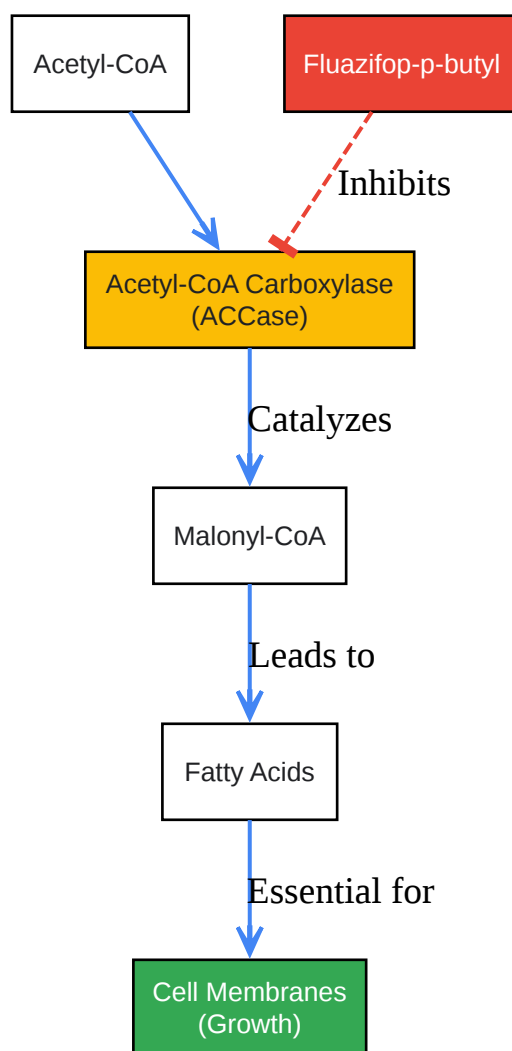 Acetyl-CoA
Fluazifop-p-butyl
Inhibits
Acetyl-CoA Carboxylase
(ACCase)
Catalyzes
Malonyl-CoA
Leads to
Fatty Acids
Essential for
Cell Membranes
(Growth)